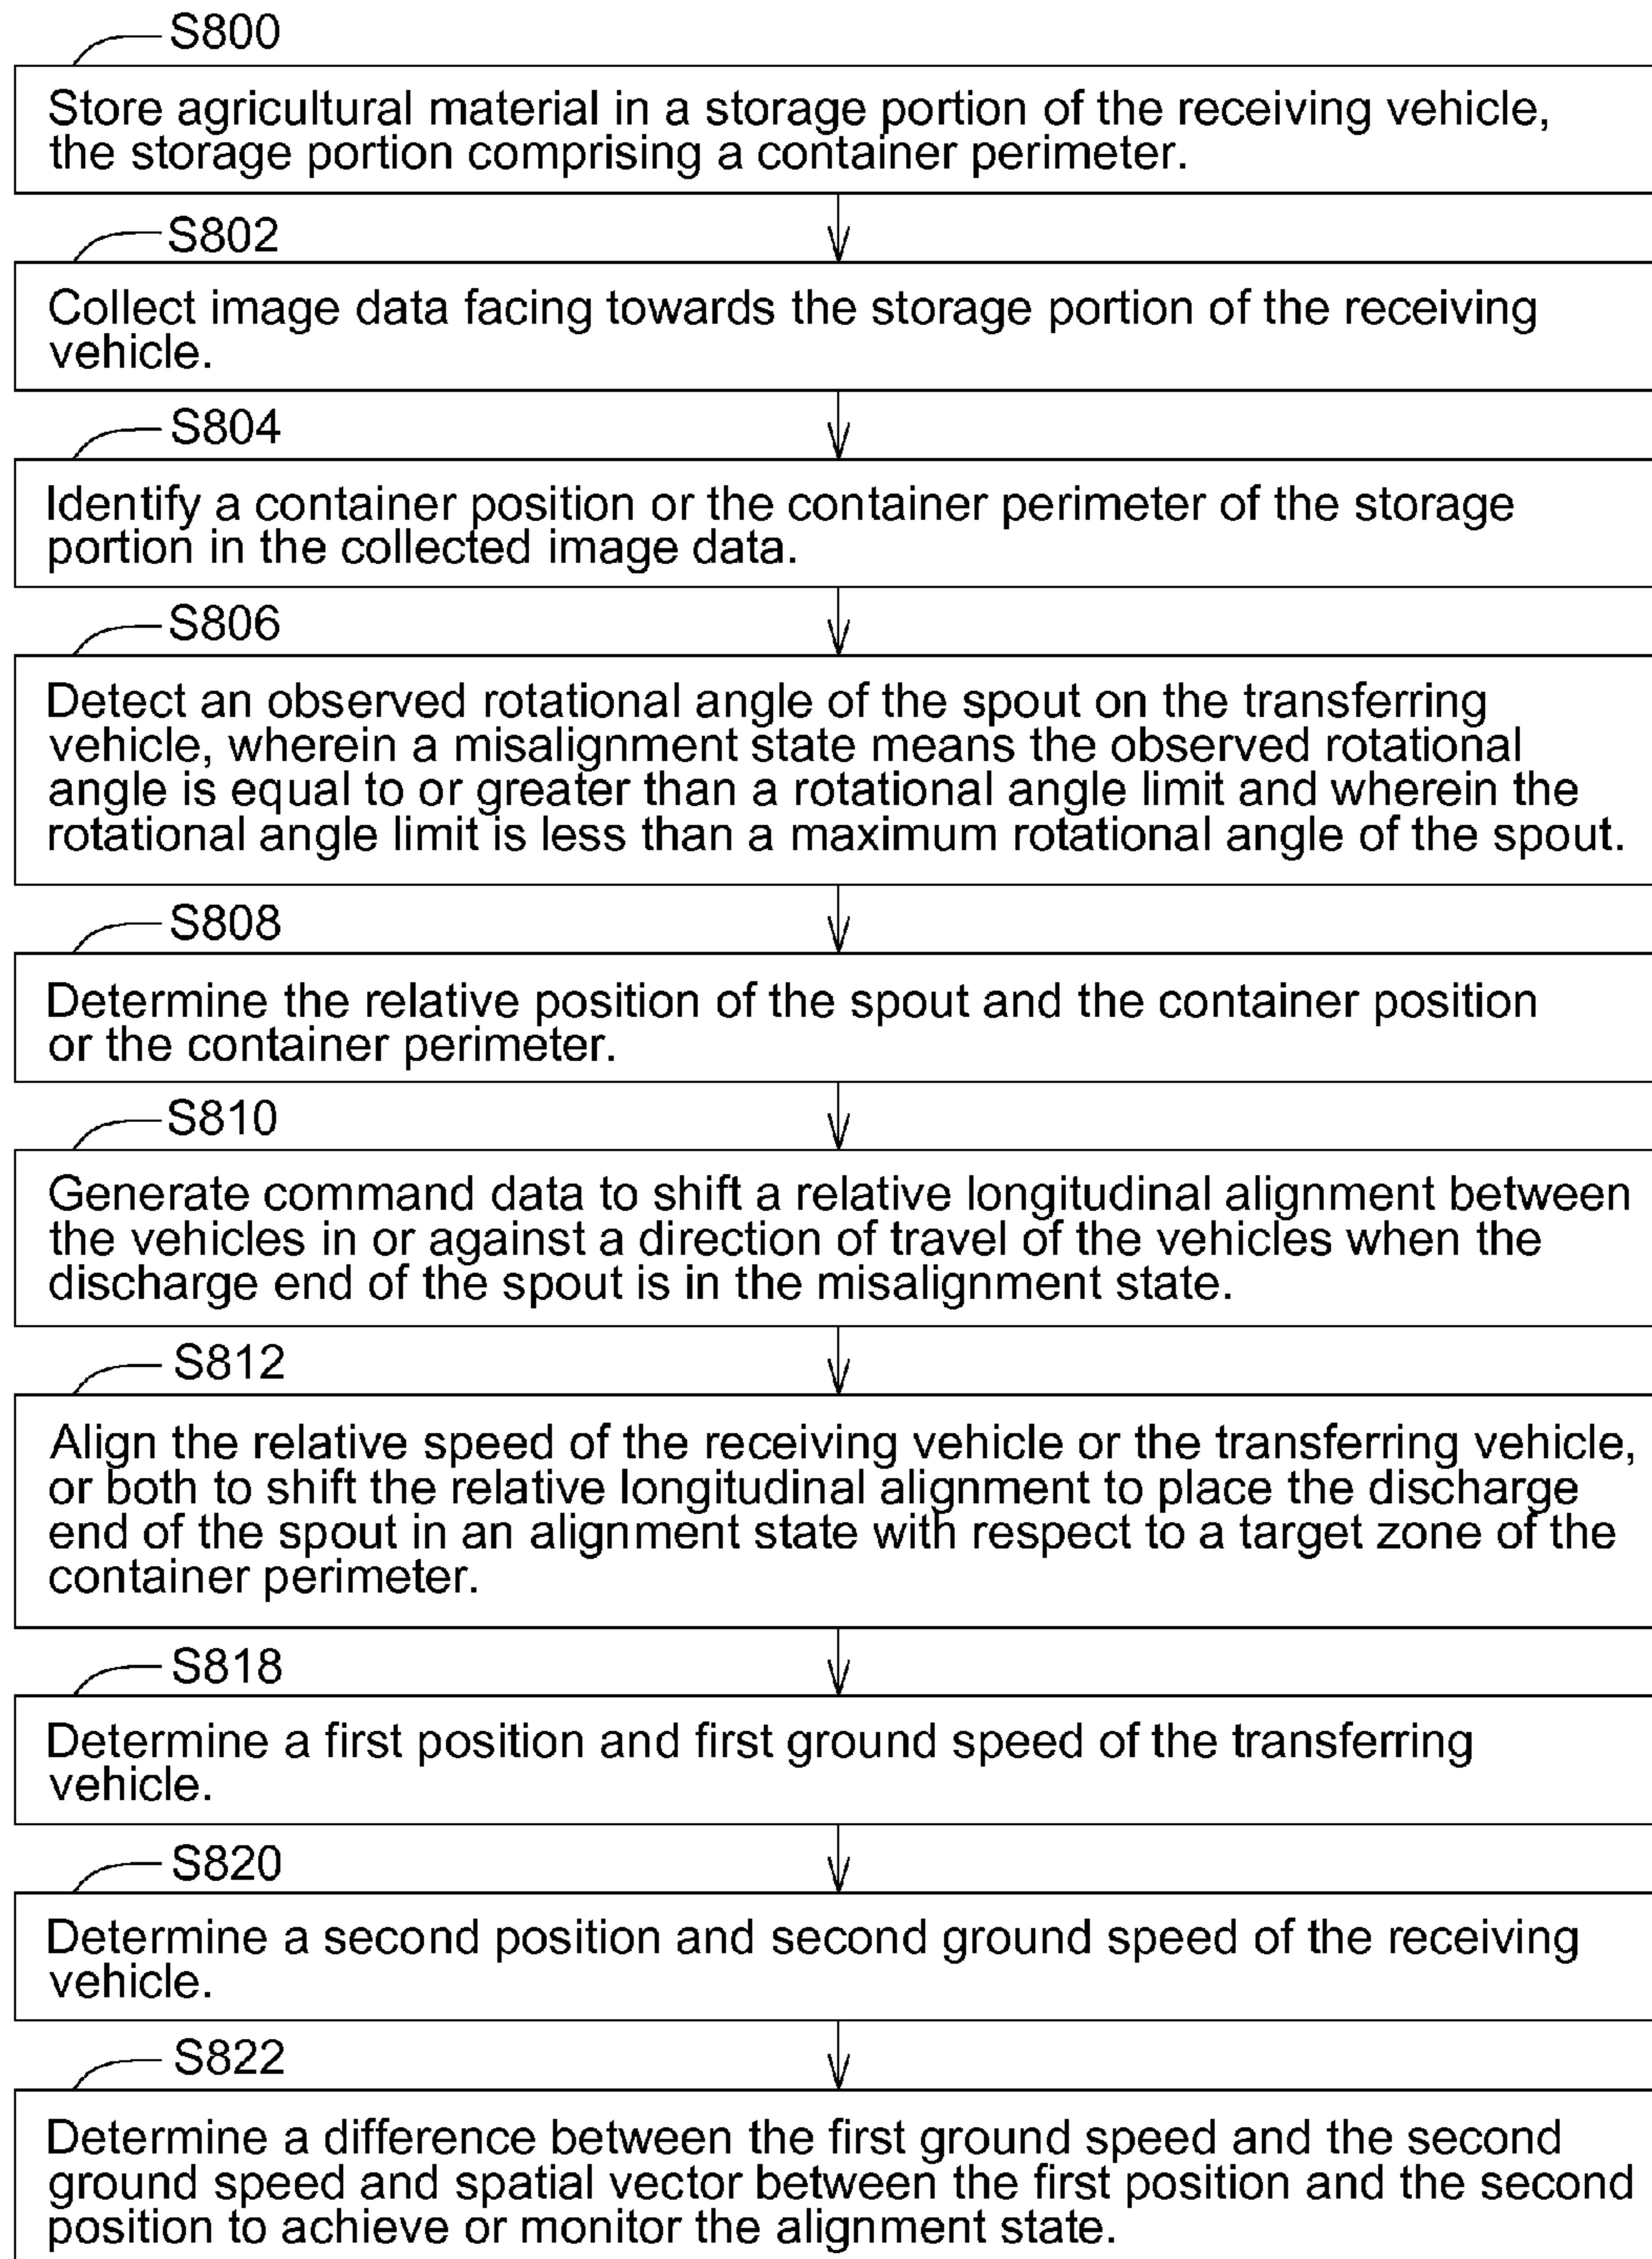 S800
Store agricultural material in a storage portion of the receiving vehicle,
the storage portion comprising a container perimeter.
S802
Collect image data facing towards the storage portion of the receiving
vehicle.
S804
Identify a container position or the container perimeter of the storage
portion in the collected image data.
S806
Detect an observed rotational angle of the spout on the transferring
vehicle, wherein a misalignment state means the observed rotational
angle is equal to or greater than a rotational angle limit and wherein the
rotational angle limit is less than a maximum rotational angle of the spout.
S808
Determine the relative position of the spout and the container position
or the container perimeter.
S810
Generate command data to shift a relative longitudinal alignment between
the vehicles in or against a direction of travel of the vehicles when the
discharge end of the spout is in the misalignment state.
S812
Align the relative speed of the receiving vehicle or the transferring vehicle,
or both to shift the relative longitudinal alignment to place the discharge
end of the spout in an alignment state with respect to a target zone of the
container perimeter.
S818
Determine a first position and first ground speed of the transferring
vehicle.
S820
Determine a second position and second ground speed of the receiving
vehicle.
S822
Determine a difference between the first ground speed and the second
ground speed and spatial vector between the first position and the second
position to achieve or monitor the alignment state.